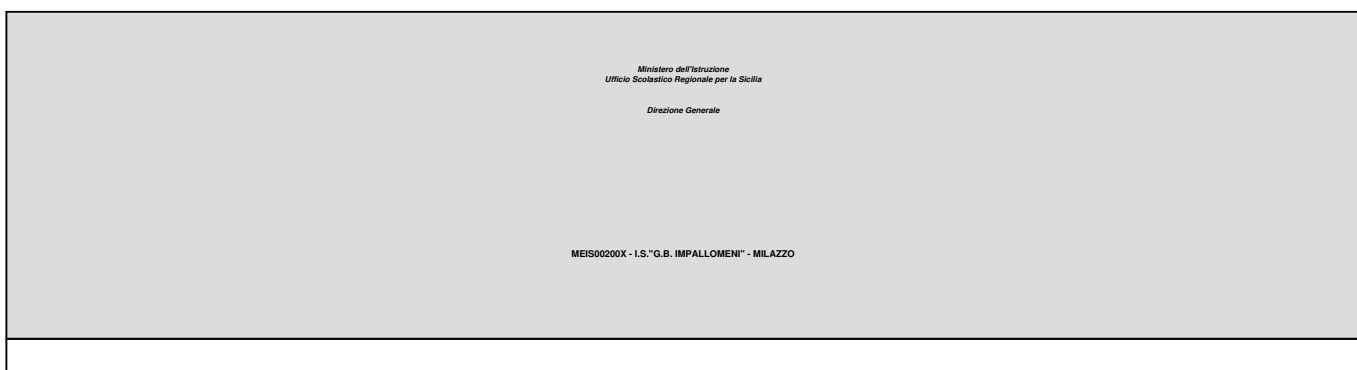 Ministero dell'Istruzione
Ufficio Scolastico Regionale per la Sicilia
Direzione Generale
MEIS00200X - I.S."G.B. IMPALLOMENI" - MILAZZO